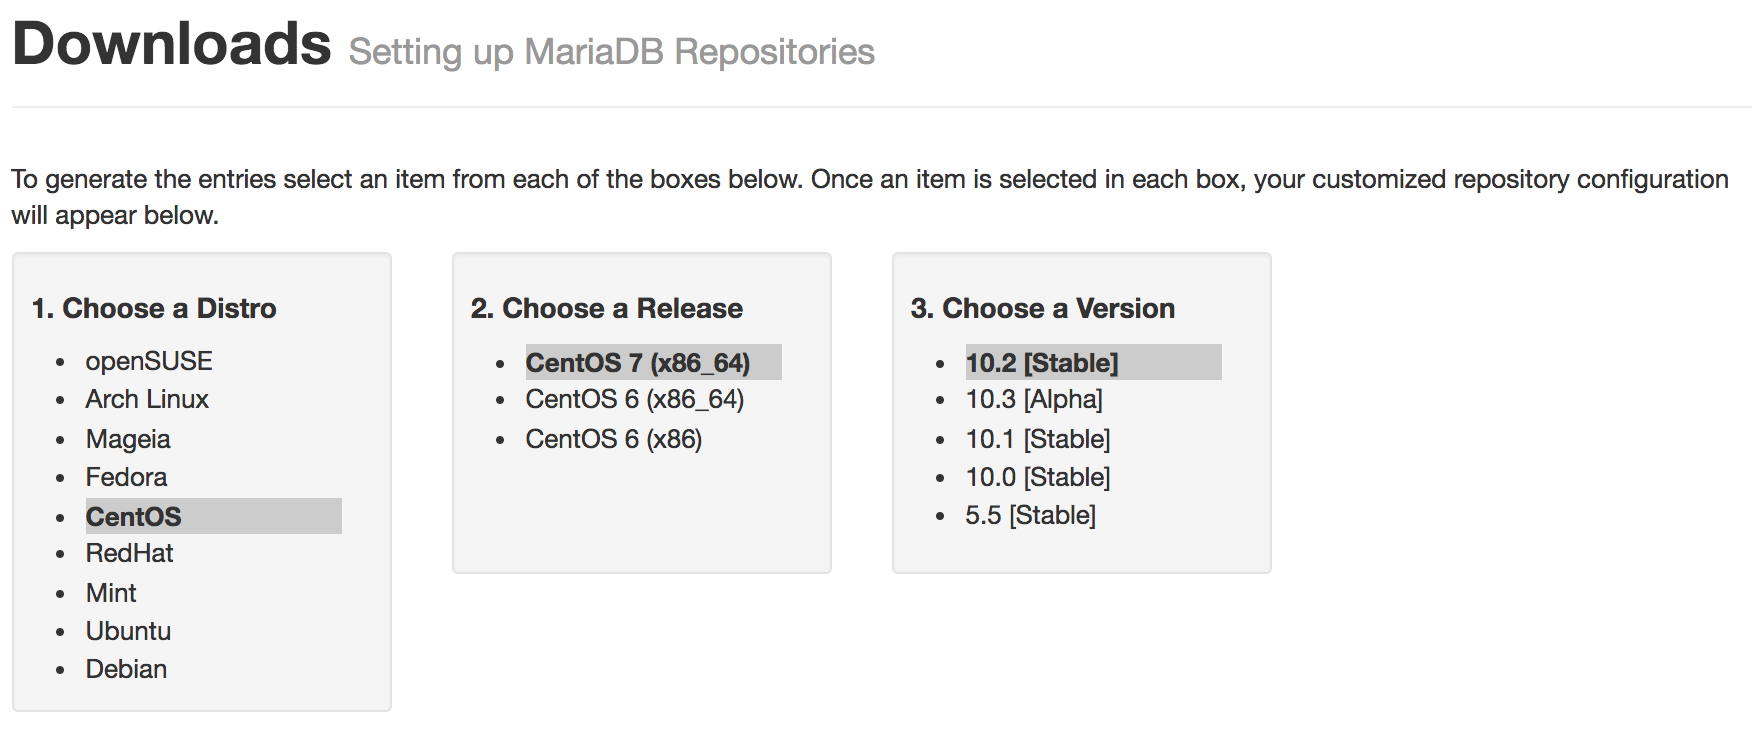 Downloads Setting up MariaDB Repositories
To generate the entries select an item from each of the boxes below. Once an item is selected in each box, your customized repository configuration
will appear below.
1. Choose a Distro
openSUSE
Arch Linux
Mageia
Fedora
CentOS
RedHat
Mint
Ubuntu
Debian
2. Choose a Release
CentOS 7 (x86_64)
CentOS 6 (x86_64)
CentOS 6 (x86)
3. Choose a Version
10.2 [Stable]
10.3 [Alpha]
10.1 [Stable]
10.0 [Stable]
5.5 [Stable]